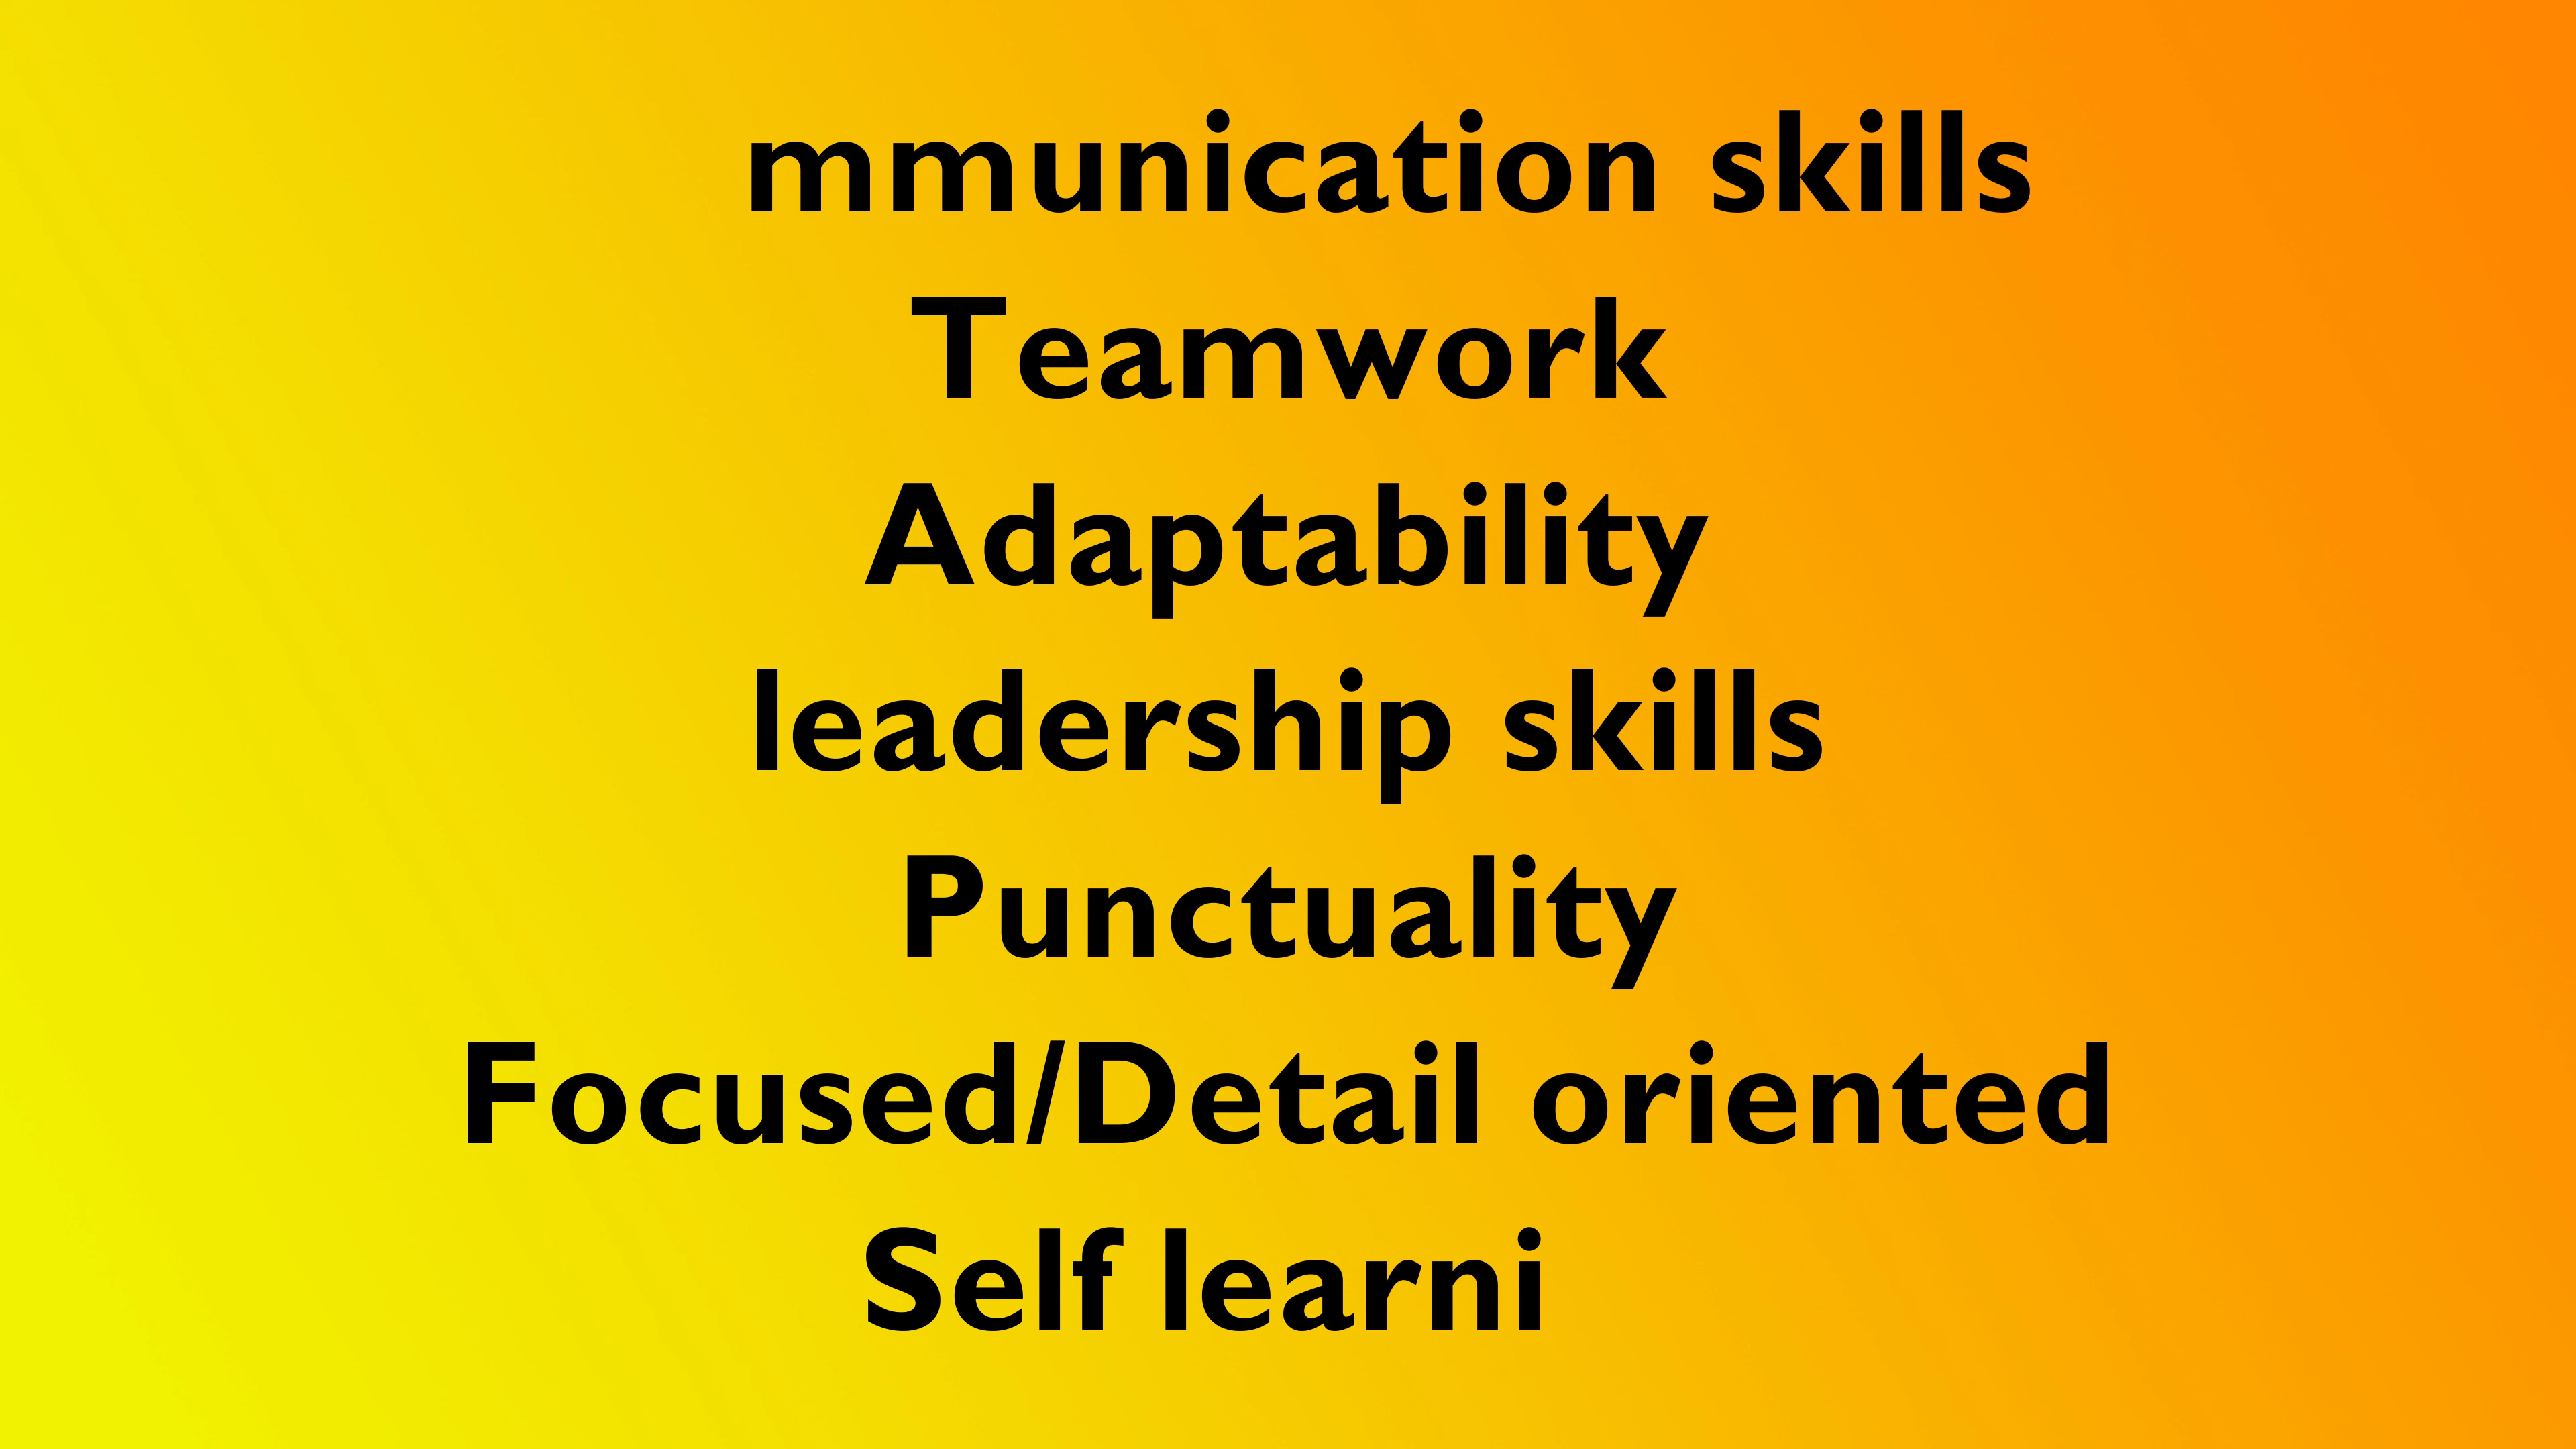 mmunication skills
Teamwork
Adaptability
leadership skills
Punctuality
Focused/Detail oriented
Self learni